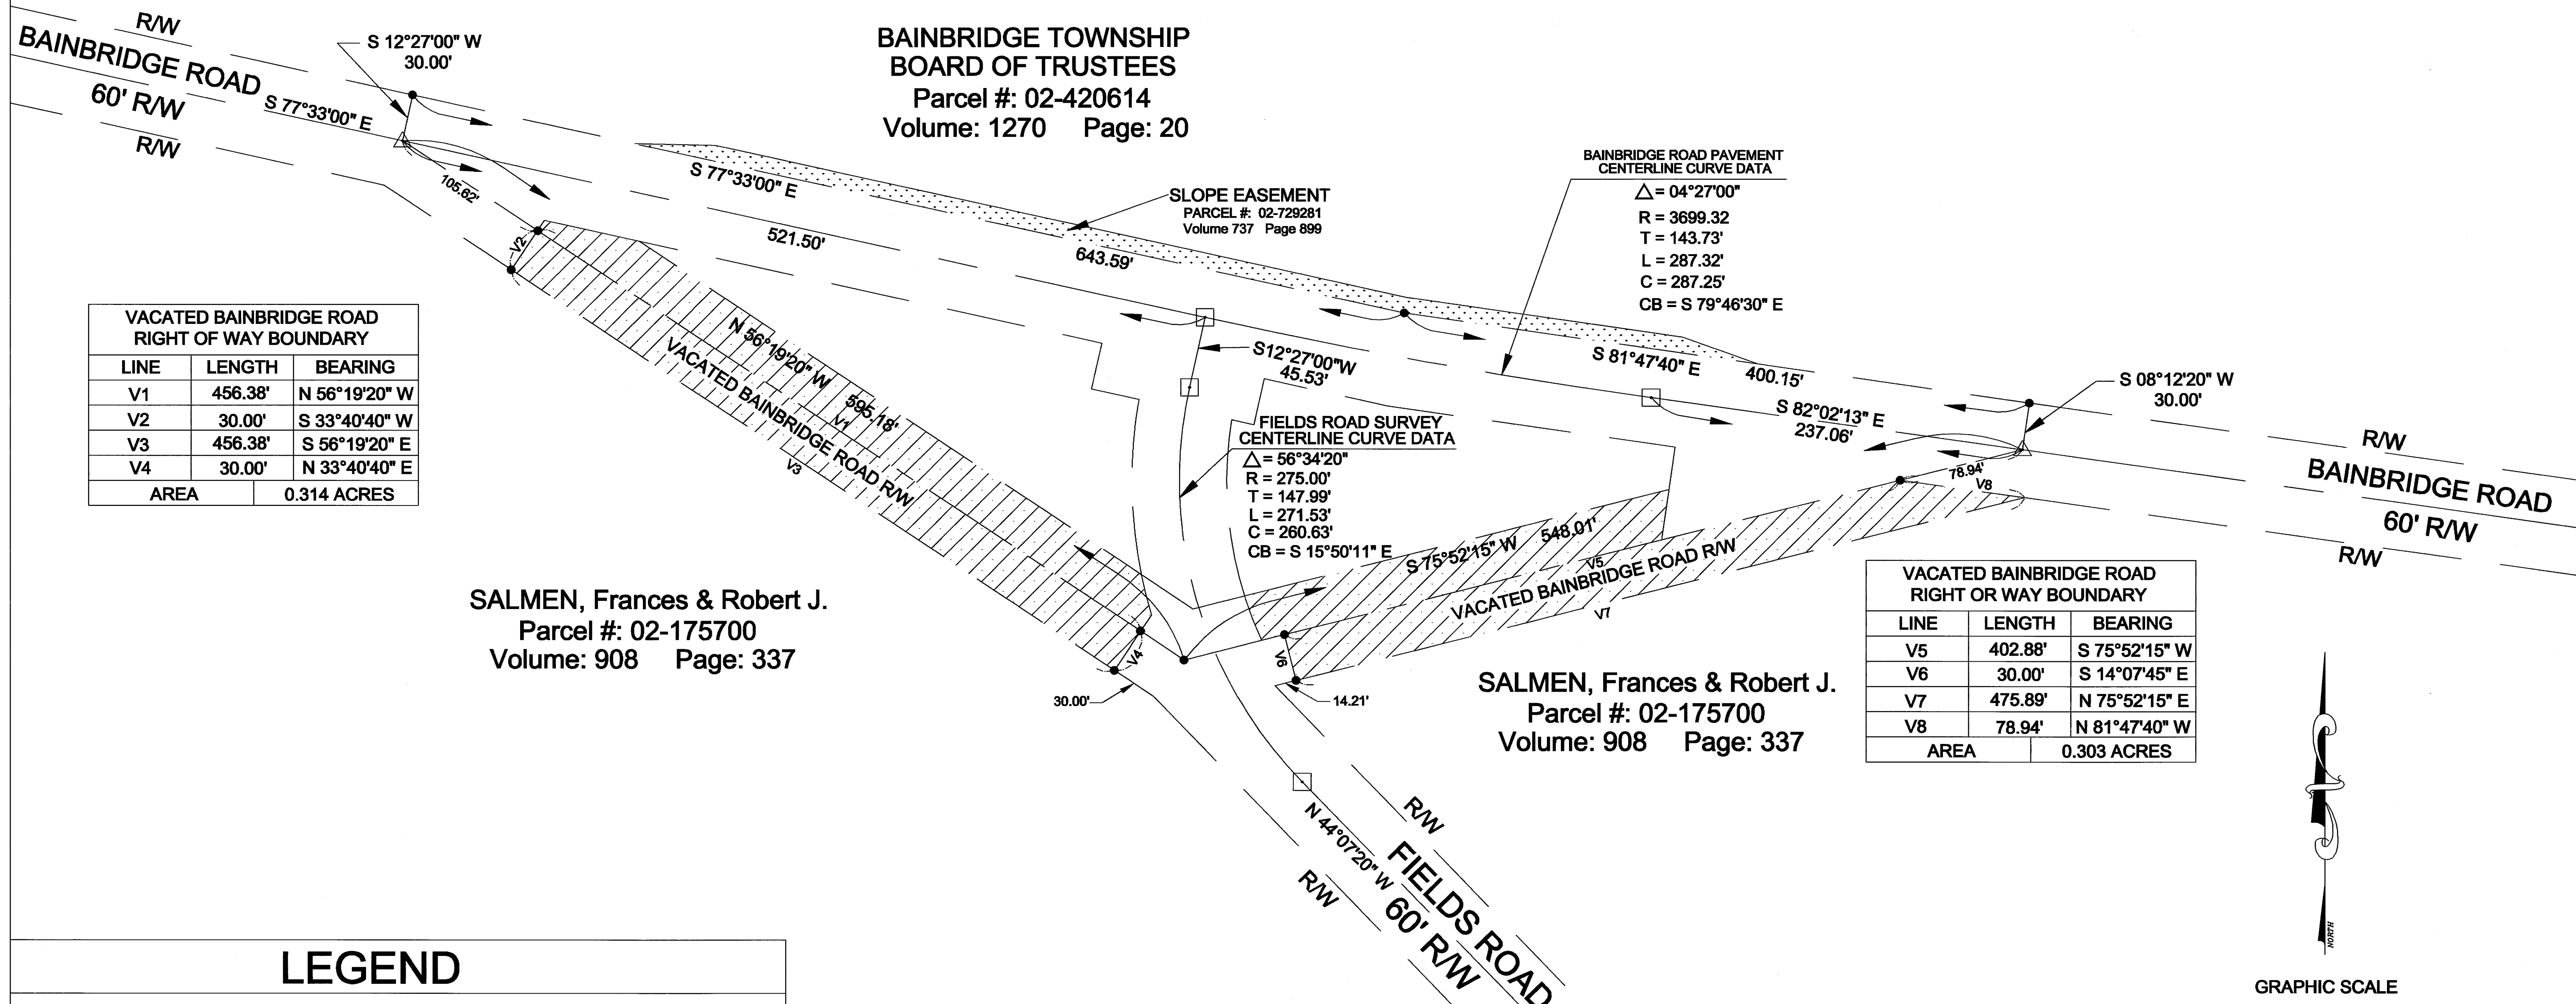 R/W
BAINBRIDGE ROAD
60' R/W
R/W
S 77°33'00" E
S 12°27'00" W
30.00'
105.62'
BAINBRIDGE TOWNSHIP
BOARD OF TRUSTEES
Parcel #: 02-420614
Volume: 1270 Page: 20
S 77°33'00" E
521.50'
643.59'
SLOPE EASEMENT
PARCEL #: 02-729281
Volume 737 Page 899
BAINBRIDGE ROAD PAVEMENT
CENTERLINE CURVE DATA
△ = 04°27'00"
R = 3699.32
T = 143.73'
L = 287.32'
C = 287.25'
CB = S 79°46'30" E
S 81°47'40" E
400.15'
S 82°02'13" E
237.06'
S 08°12'20" W
30.00'
78.94'
V8
R/W
BAINBRIDGE ROAD
60' R/W
R/W
VACATED BAINBRIDGE ROAD
RIGHT OF WAY BOUNDARY
LINE LENGTH BEARING
V1 456.38' N 56°19'20" W
V2 30.00' S 33°40'40" W
V3 456.38' S 56°19'20" E
V4 30.00' N 33°40'40" E
AREA 0.314 ACRES
V2
N 56°19'20" W
595.18'
V1
VACATED BAINBRIDGE ROAD R/W
V3
V4
30.00'
S12°27'00"W
45.53'
FIELDS ROAD SURVEY
CENTERLINE CURVE DATA
△ = 56°34'20"
R = 275.00'
T = 147.99'
L = 271.53'
C = 260.63'
CB = S 15°50'11" E
S 75°52'15" W
548.01'
V5
VACATED BAINBRIDGE ROAD R/W
V7
V6
14.21'
SALMEN, Frances & Robert J.
Parcel #: 02-175700
Volume: 908 Page: 337
SALMEN, Frances & Robert J.
Parcel #: 02-175700
Volume: 908 Page: 337
VACATED BAINBRIDGE ROAD
RIGHT OR WAY BOUNDARY
LINE LENGTH BEARING
V5 402.88' S 75°52'15" W
V6 30.00' S 14°07'45" E
V7 475.89' N 75°52'15" E
V8 78.94' N 81°47'40" W
AREA 0.303 ACRES
N 44°07'20" W
R/W
FIELDS ROAD
60' R/W
R/W
NORTH
GRAPHIC SCALE
LEGEND